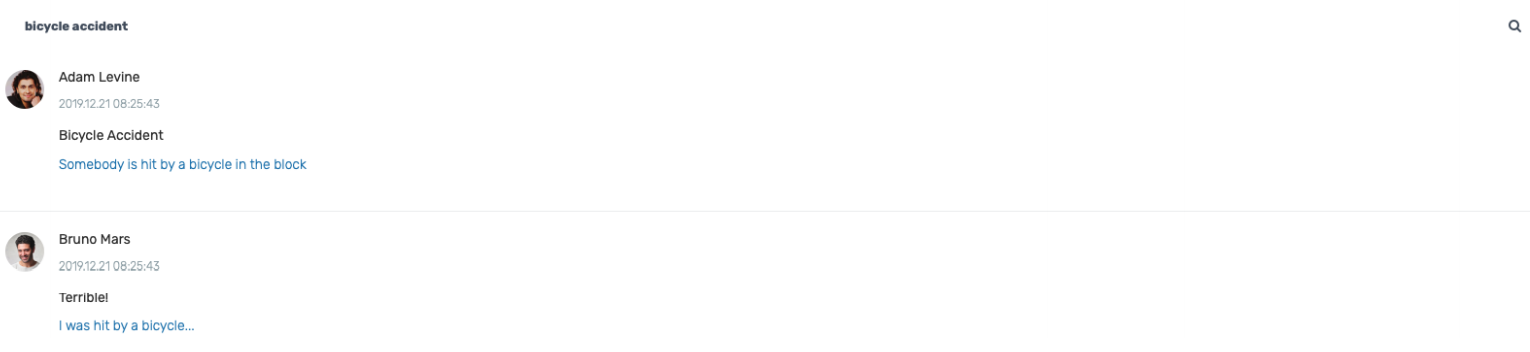 bicycle accident
Adam Levine
2019.12.21 08:25:43
Bicycle Accident
Somebody is hit by a bicycle in the block
Bruno Mars
2019.12.21 08:25:43
Terrible!
I was hit by a bicycle...